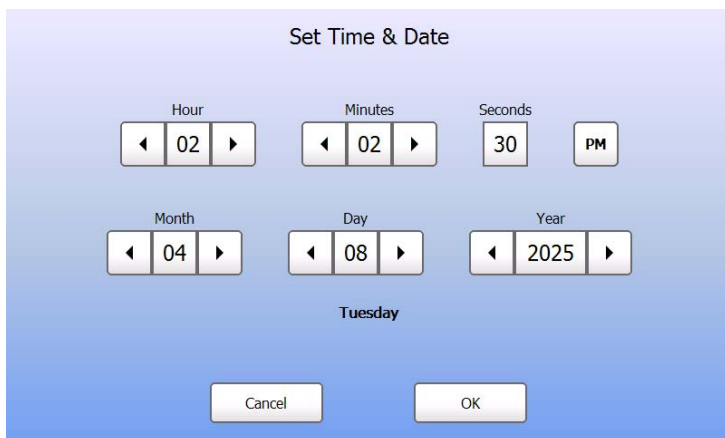 Set Time & Date
Hour Minutes Seconds
02 02 30 PM
Month Day Year
04 08 2025
Tuesday
Cancel OK